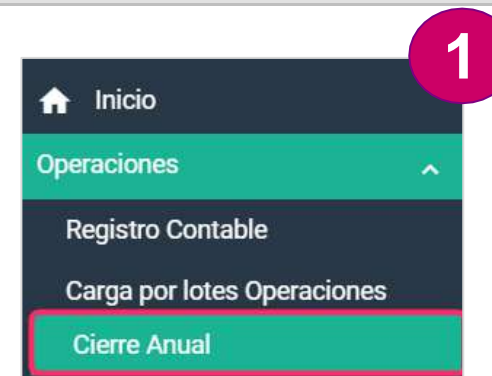 1
Inicio
Operaciones
Registro Contable
Carga por lotes Operaciones
Cierre Anual